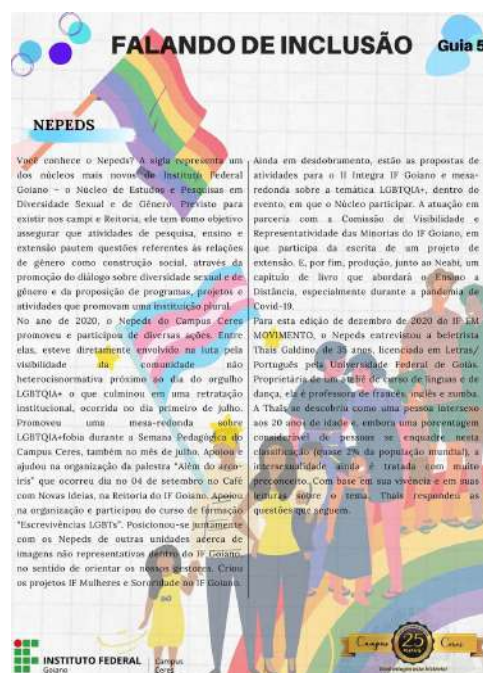 FALANDO DE INCLUSÃO
Guia 5
NEPEDS
Você conhece o Nepeds? A sigla representa um
dos núcleos mais novos do Instituto Federal
Goiano – o Núcleo de Estudos e Pesquisas em
Diversidade Sexual e de Gênero. Previsto para
existir nos campi e Reitoria, ele tem como objetivo
assegurar que atividades de pesquisa, ensino e
extensão pautem questões referentes às relações
de gênero como construção social, através da
promoção do diálogo sobre diversidade sexual e de
gênero e da proposição de programas, projetos e
atividades que promovam uma instituição plural.
No ano de 2020, o Nepeds do Campus Ceres
promoveu e participou de diversas ações. Entre
elas, esteve diretamente envolvido na luta pela
visibilidade da comunidade não
heterocisnormativa próximo ao dia do orgulho
LGBTQIA+ o que culminou em uma retratação
institucional, ocorrida no dia primeiro de julho.
Promoveu uma mesa-redonda sobre
LGBTQIA+fobia durante a Semana Pedagógica do
Campus Ceres, também no mês de julho. Apoiou e
ajudou na organização da palestra "Além do arco-
íris" que ocorreu dia no 04 de setembro no Café
com Novas Ideias, na Reitoria do IF Goiano. Apoiou
na organização e participou do curso de formação
"Escrevivências LGBTs". Posicionou-se juntamente
com os Nepeds de outras unidades acerca de
imagens não representativas dentro do IF Goiano,
no sentido de orientar os nossos gestores. Criou
os projetos IF Mulheres e Sororidade no IF Goiano.
Ainda em desdobramento, estão as propostas de
atividades para o II Integra IF Goiano e mesa-
redonda sobre a temática LGBTQIA+, dentro do
evento, em que o Núcleo participar. A atuação em
parceria com a Comissão de Visibilidade e
Representatividade das Minorias do IF Goiano, em
que participa da escrita de um projeto de
extensão. E, por fim, produção, junto ao Neabi, um
capítulo de livro que abordará o Ensino a
Distância, especialmente durante a pandemia de
Covid-19.
Para esta edição de dezembro de 2020 do IF EM
MOVIMENTO, o Nepeds entrevistou a beletrista
Thaís Galdino, de 35 anos, licenciada em Letras/
Português pela Universidade Federal de Goiás.
Proprietária de um ateliê de curso de línguas e de
dança, ela é professora de francês, inglês e zumba.
A Thaís se descobriu como uma pessoa intersexo
aos 20 anos de idade e, embora uma porcentagem
considerável de pessoas se enquadre nesta
classificação (quase 2% da população mundial), a
intersexualidade ainda é tratada com muito
preconceito. Com base em sua vivência e em suas
leituras sobre o tema, Thaís respondeu as
questões que seguem.
INSTITUTO FEDERAL
Goiano
Campus
Ceres
Campus 25 Ceres